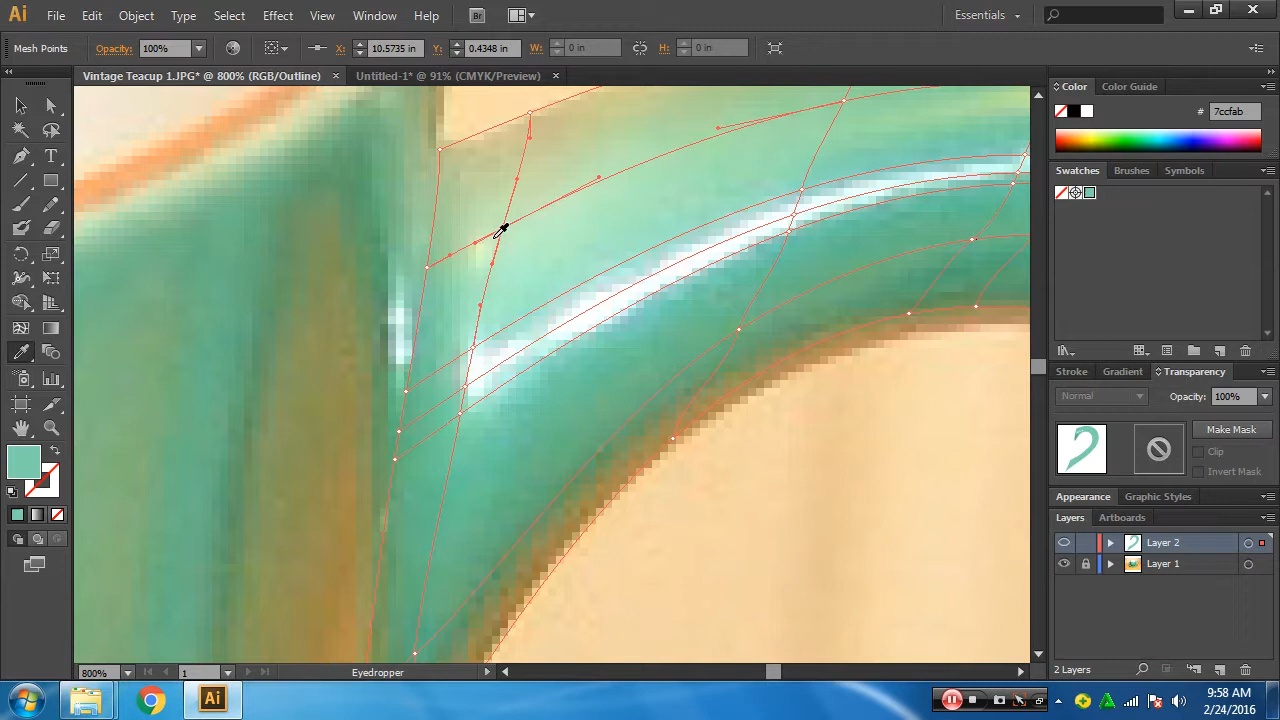 Ai File Edit Object Type Select Effect View Window Help Br Essentials
Mesh Points Opacity: 100% X: 10.5735 in Y: 0.4348 in W: 0 in H: 0 in
Vintage Teacup 1.JPG* @ 800% (RGB/Outline) × Untitled-1* @ 91% (CMYK/Preview) ×
Color Color Guide
# 7ccfab
Swatches Brushes Symbols
Stroke Gradient Transparency
Normal Opacity: 100%
Make Mask
Clip
Invert Mask
Appearance Graphic Styles
Layers Artboards
Layer 2
Layer 1
2 Layers
800% 1 Eyedropper
Ai
9:58 AM
2/24/2016